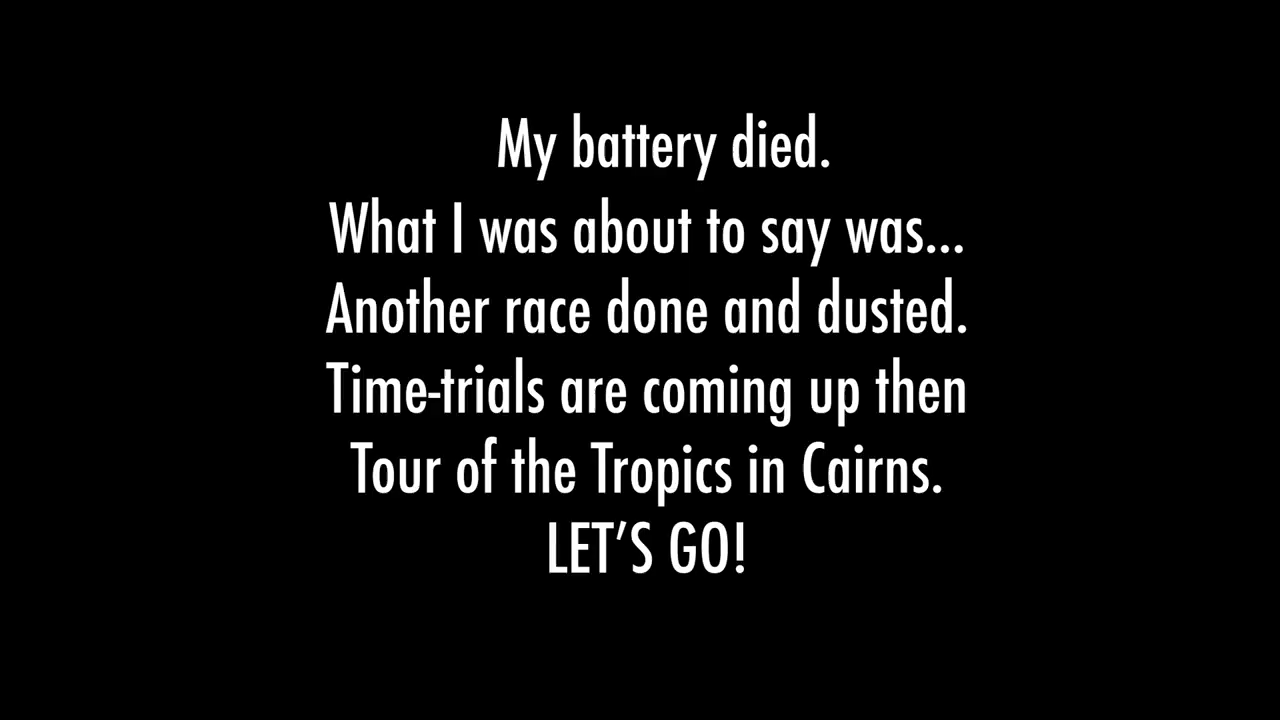 My battery died.
What I was about to say was...
Another race done and dusted.
Time-trials are coming up then
Tour of the Tropics in Cairns.
LET’S GO!